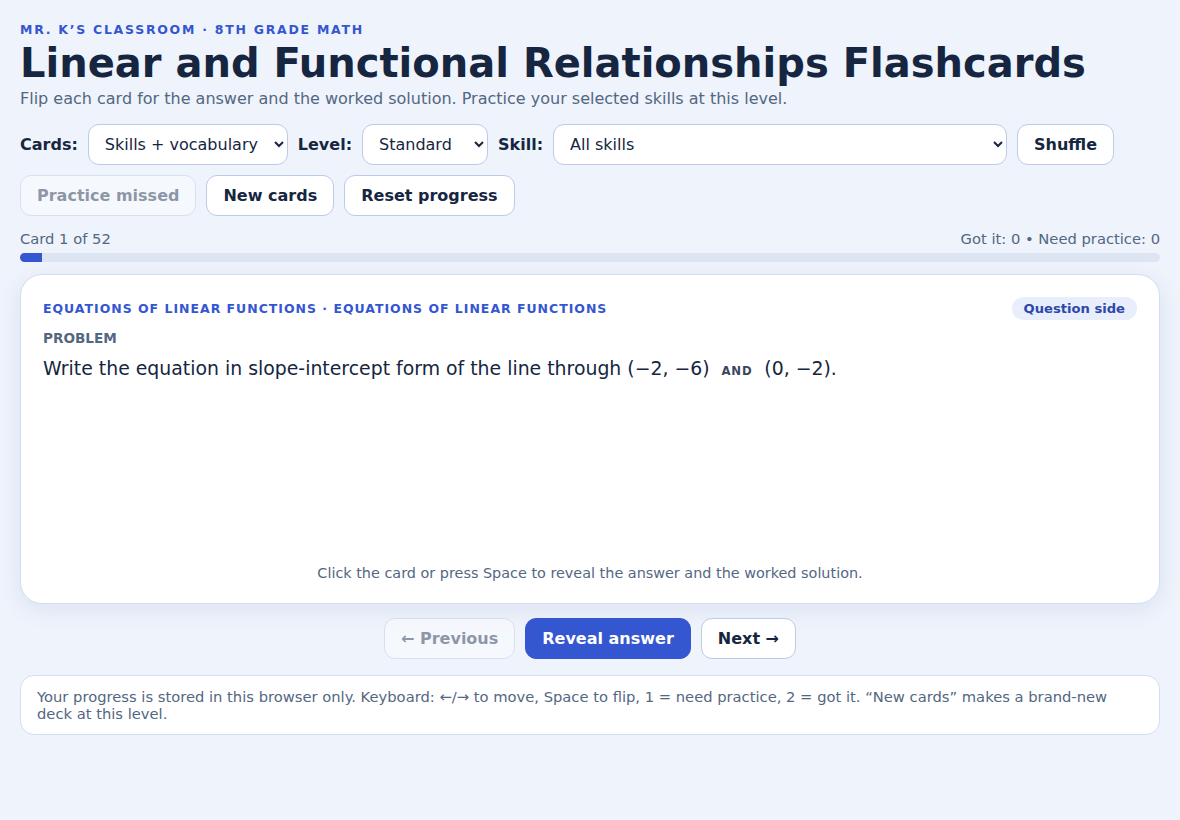 MR. K’S CLASSROOM · 8TH GRADE MATH
Linear and Functional Relationships Flashcards
Flip each card for the answer and the worked solution. Practice your selected skills at this level.
Cards: Skills + vocabulary Level: Standard Skill: All skills Shuffle
Practice missed New cards Reset progress
Card 1 of 52 Got it: 0 • Need practice: 0
EQUATIONS OF LINEAR FUNCTIONS · EQUATIONS OF LINEAR FUNCTIONS Question side
PROBLEM
Write the equation in slope-intercept form of the line through (−2, −6) AND (0, −2).
Click the card or press Space to reveal the answer and the worked solution.
← Previous Reveal answer Next →
Your progress is stored in this browser only. Keyboard: ←/→ to move, Space to flip, 1 = need practice, 2 = got it. “New cards” makes a brand-new
deck at this level.